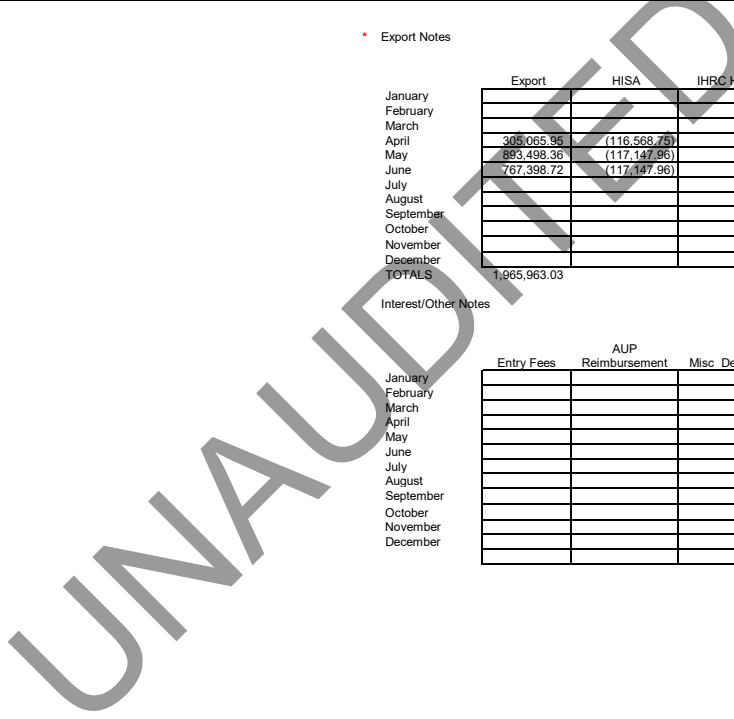 * Export Notes
Export HISA IHRC H
January
February
March
April 305,065.95 (116,568.75)
May 893,498.36 (117,147.96)
June 767,398.72 (117,147.96)
July
August
September
October
November
December
TOTALS 1,965,963.03
Interest/Other Notes
AUP
Entry Fees Reimbursement Misc De
January
February
March
April
May
June
July
August
September
October
November
December
UNAUDITED